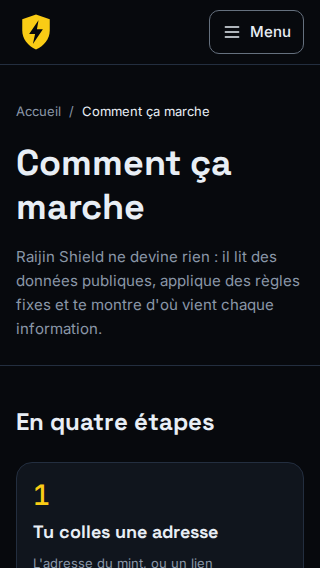 Menu
Accueil / Comment ça marche
Comment ça
marche
Raijin Shield ne devine rien : il lit des
données publiques, applique des règles
fixes et te montre d'où vient chaque
information.
En quatre étapes
1
Tu colles une adresse
L'adresse du mint, ou un lien